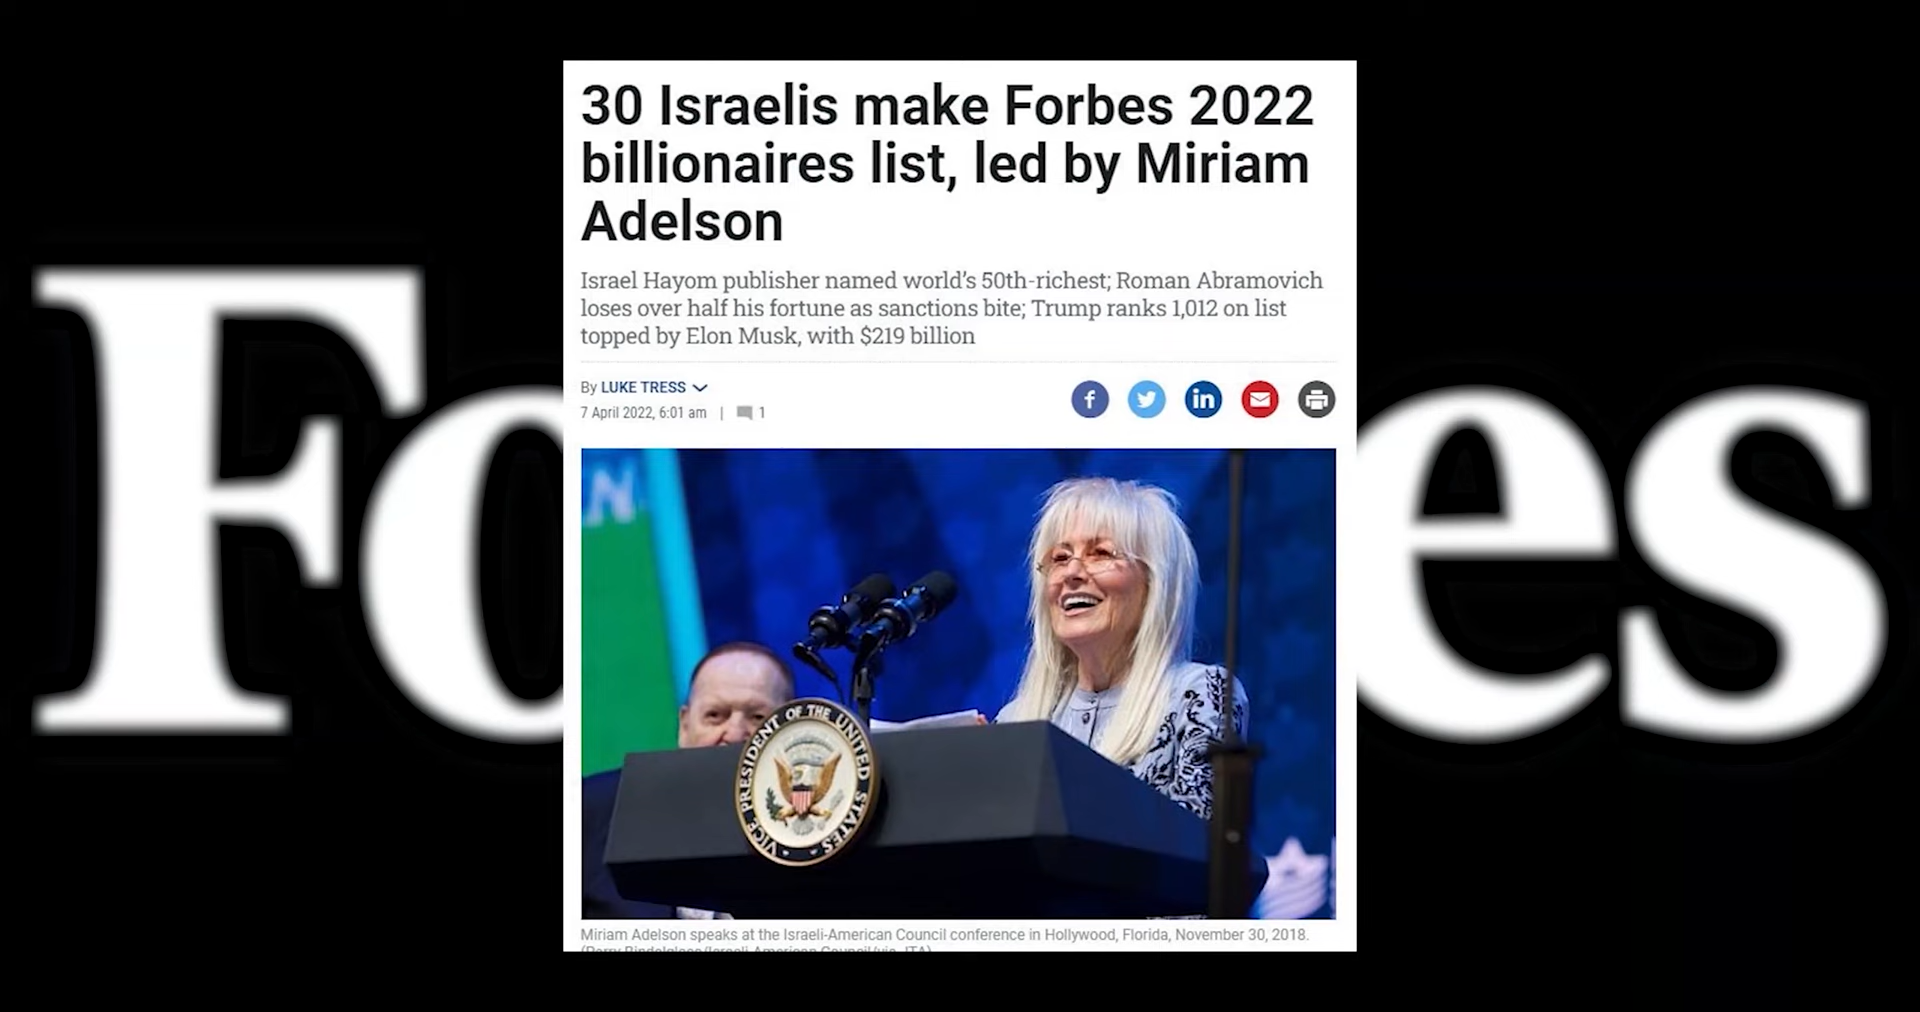 Fo es
30 Israelis make Forbes 2022
billionaires list, led by Miriam
Adelson
Israel Hayom publisher named world's 50th-richest; Roman Abramovich
loses over half his fortune as sanctions bite; Trump ranks 1,012 on list
topped by Elon Musk, with $219 billion
By LUKE TRESS
7 April 2022, 6:01 am | 1
f in
N
VICE PRESIDENT OF THE UNITED STATES
Miriam Adelson speaks at the Israeli-American Council conference in Hollywood, Florida, November 30, 2018.